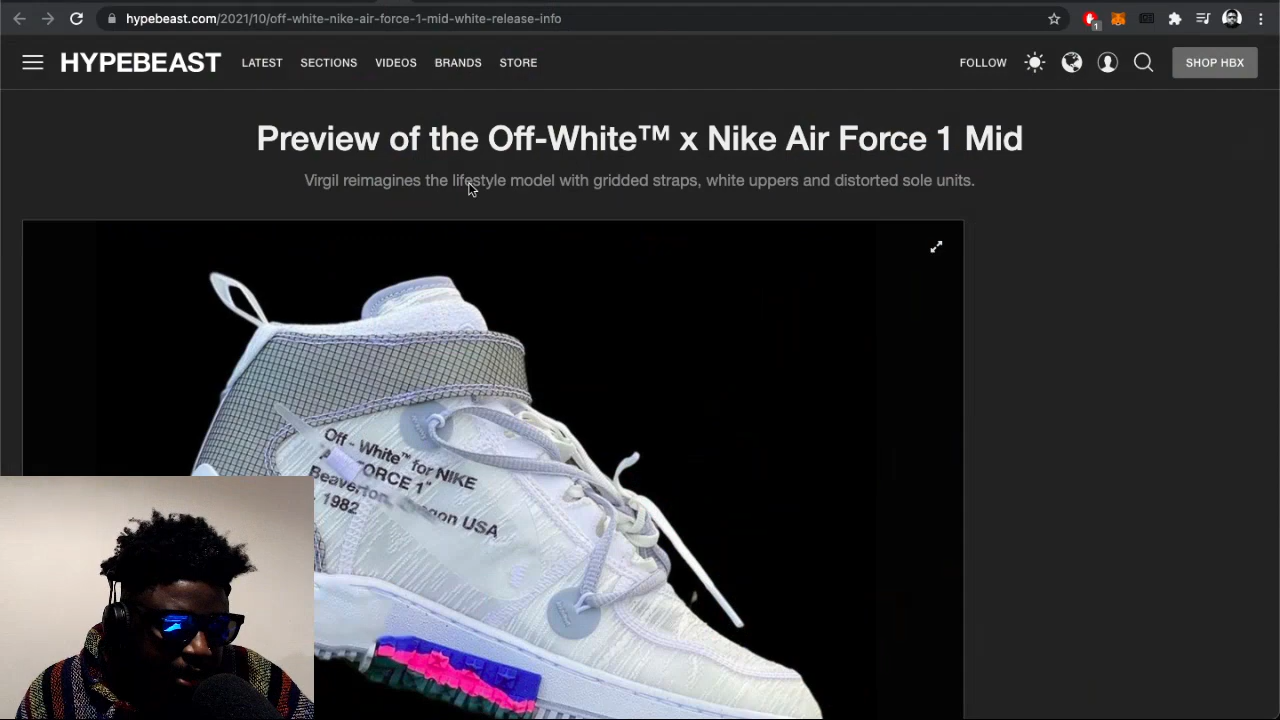 hypebeast.com/2021/10/off-white-nike-air-force-1-mid-white-release-info
1
HYPEBEAST LATEST SECTIONS VIDEOS BRANDS STORE FOLLOW SHOP HBX
Preview of the Off-White™ x Nike Air Force 1 Mid
Virgil reimagines the lifestyle model with gridded straps, white uppers and distorted sole units.
Off - White™ for NIKE
FORCE 1"
Beaverton, USA
1982